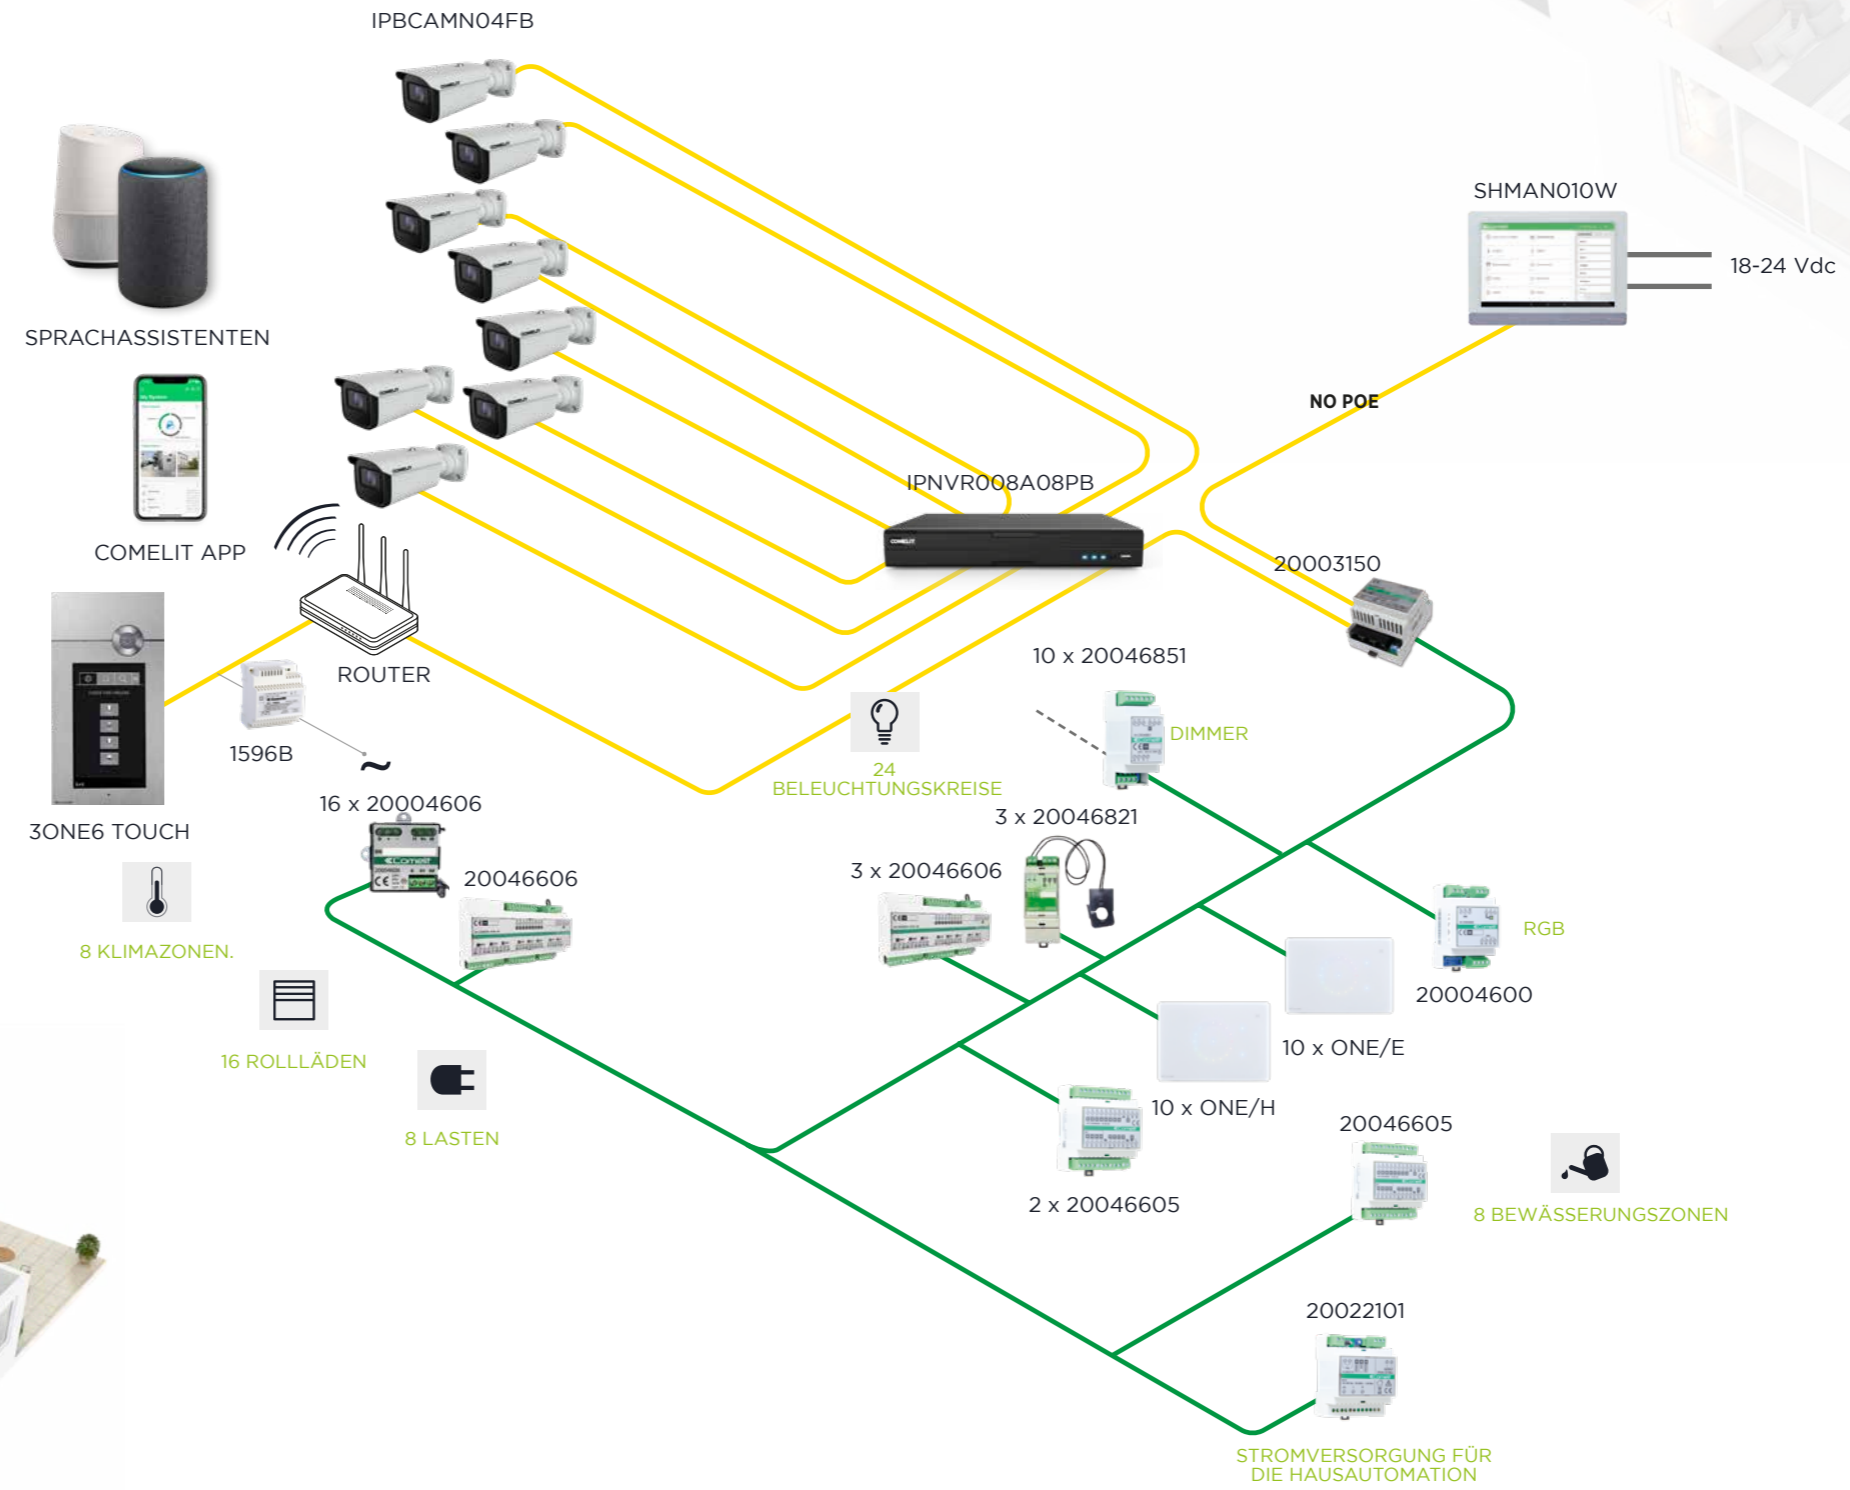 IPBCAMN04FB
SHMAN010W
18-24 Vdc
SPRACHASSISTENTEN
NO POE
IPNVR008A08PB
COMELIT APP
20003150
ROUTER
10 x 20046851
DIMMER
1596B
24
BELEUCHTUNGSKREISE
16 x 20004606
3 x 20046821
3ONE6 TOUCH
20046606
3 x 20046606
RGB
8 KLIMAZONEN.
20004600
10 x ONE/E
16 ROLLLÄDEN
10 x ONE/H
8 LASTEN
20046605
2 x 20046605
8 BEWÄSSERUNGSZONEN
20022101
STROMVERSORGUNG FÜR
DIE HAUSAUTOMATION